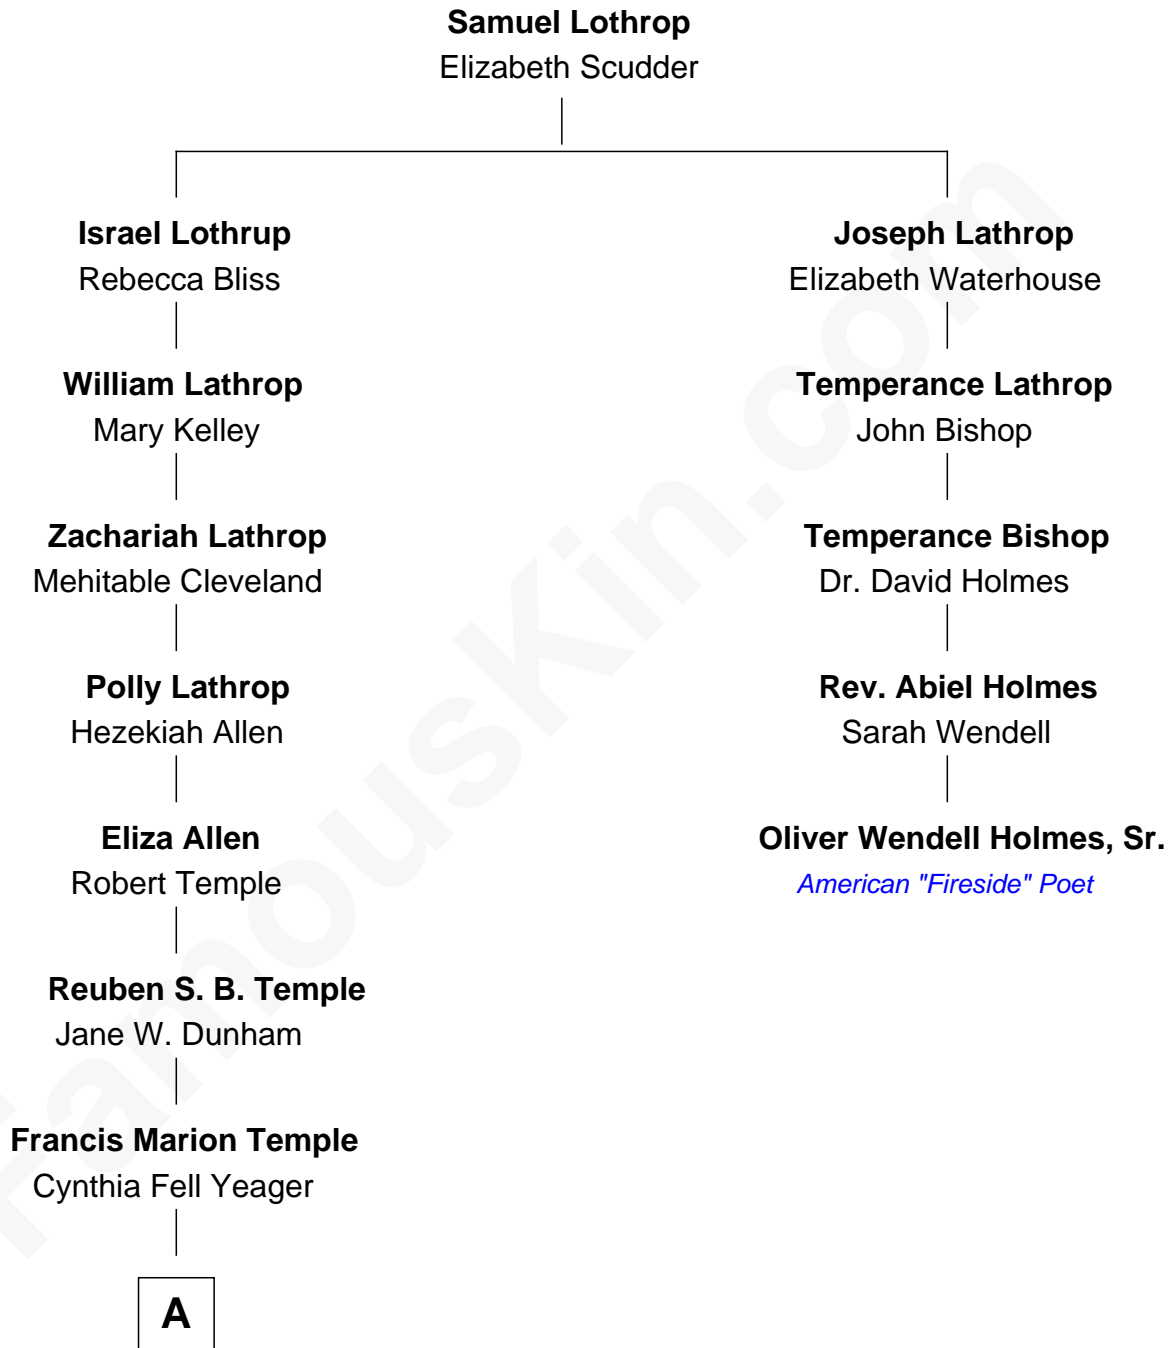 Samuel Lothrop
Elizabeth Scudder
Israel Lothrup
Rebecca Bliss
Joseph Lathrop
Elizabeth Waterhouse
William Lathrop
Mary Kelley
Temperance Lathrop
John Bishop
Zachariah Lathrop
Mehitable Cleveland
Temperance Bishop
Dr. David Holmes
Polly Lathrop
Hezekiah Allen
Rev. Abiel Holmes
Sarah Wendell
Eliza Allen
Robert Temple
Oliver Wendell Holmes, Sr.
American "Fireside" Poet
Reuben S. B. Temple
Jane W. Dunham
Francis Marion Temple
Cynthia Fell Yeager
A
FamousKin.com